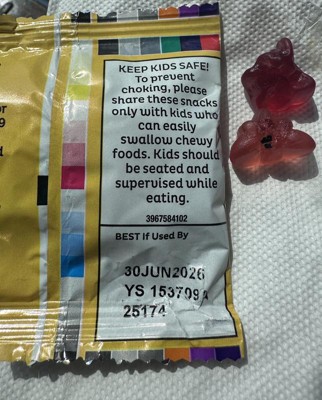 KEEP KIDS SAFE!
To prevent
choking, please
share these snacks
only with kids who
can easily
swallow chewy
foods. Kids should
be seated and
supervised while
eating.
3967584102
BEST If Used By
30JUN2026
YS 153709 A
25174